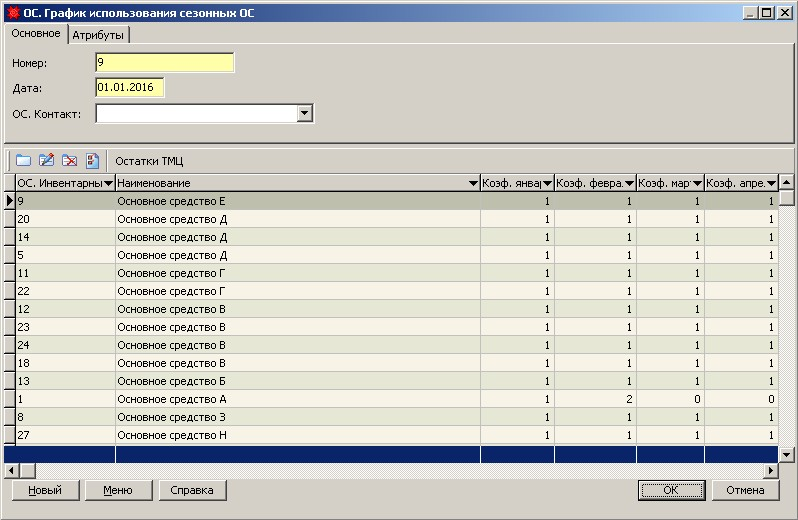 ОС. График использования сезонных ОС
Основное Атрибуты
Номер: 9
Дата: 01.01.2016
ОС. Контакт:
Остатки ТМЦ
ОС. Инвентарны Наименование Коэф. янва Коэф. февра. Коэф. мар Коэф. апре.
9 Основное средство Е 1 1 1 1
20 Основное средство Д 1 1 1 1
14 Основное средство Д 1 1 1 1
5 Основное средство Д 1 1 1 1
11 Основное средство Г 1 1 1 1
22 Основное средство Г 1 1 1 1
12 Основное средство В 1 1 1 1
23 Основное средство В 1 1 1 1
24 Основное средство В 1 1 1 1
18 Основное средство В 1 1 1 1
13 Основное средство Б 1 1 1 1
1 Основное средство А 1 2 0 0
8 Основное средство З 1 1 1 1
27 Основное средство Н 1 1 1 1
Новый Меню Справка ОК Отмена